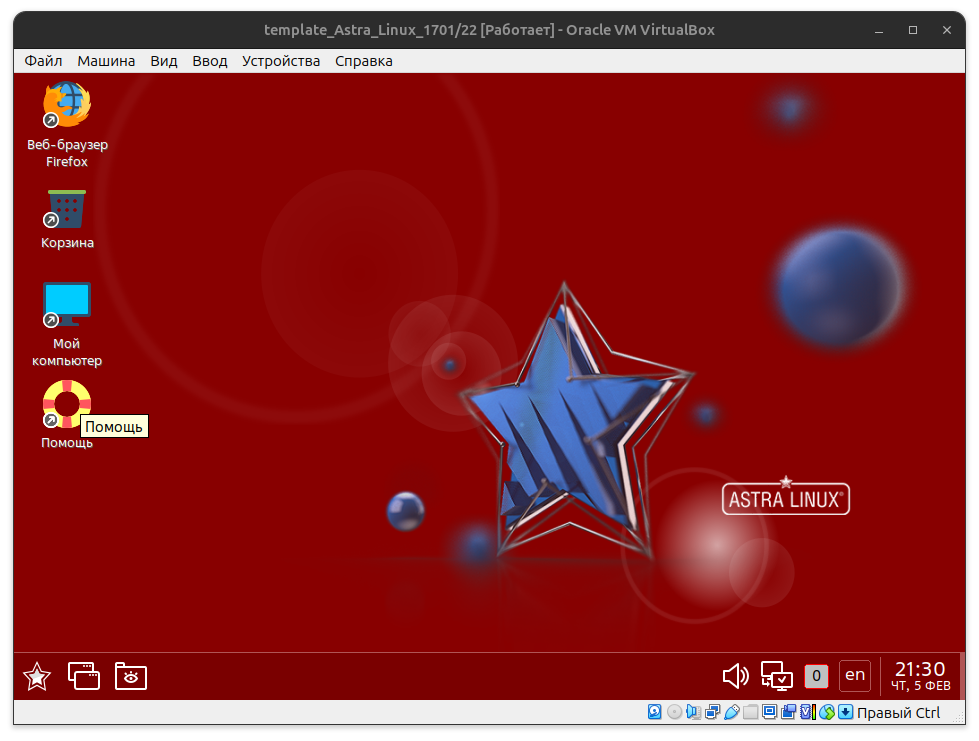 template_Astra_Linux_1701/22 [Работает] - Oracle VM VirtualBox
Файл Машина Вид Ввод Устройства Справка
Веб-браузер
Firefox
Корзина
Мой
компьютер
Помощь
Помощь
ASTRA LINUX®
0 en 21:30
ЧТ, 5 ФЕВ
Правый Ctrl